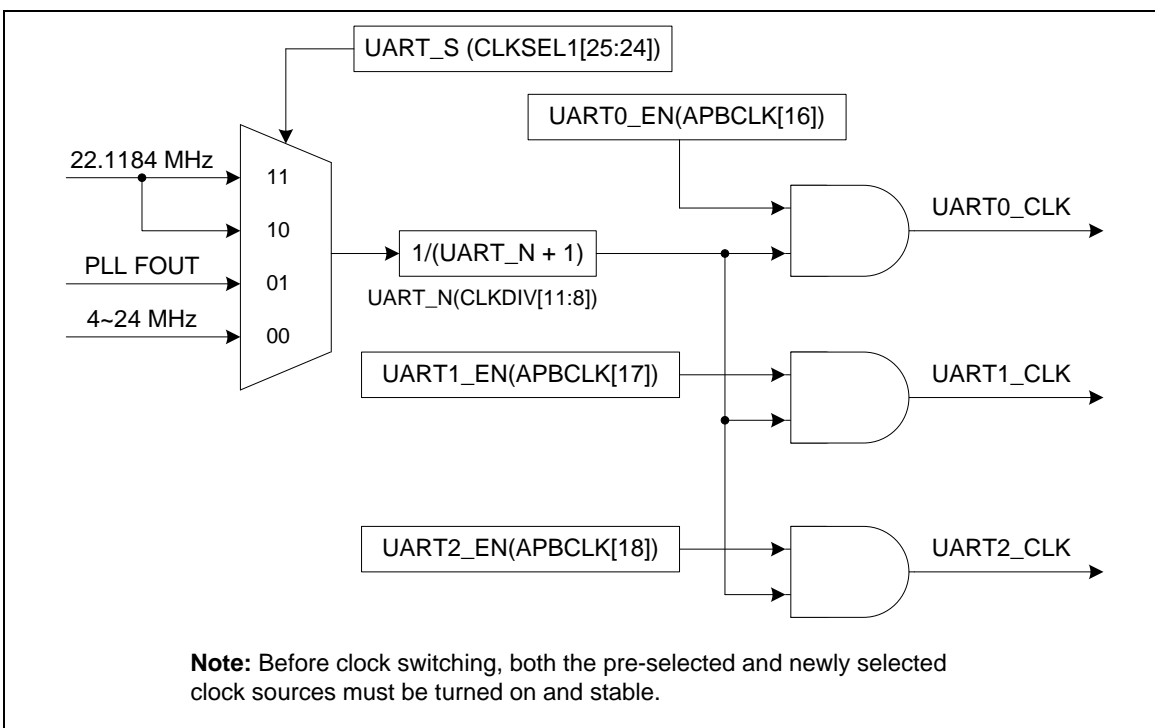 UART_S (CLKSEL1[25:24])
UART0_EN(APBCLK[16])
22.1184 MHz
11
UART0_CLK
10
1/(UART_N + 1)
PLL FOUT
01
UART_N(CLKDIV[11:8])
4~24 MHz
00
UART1_EN(APBCLK[17])
UART1_CLK
UART2_EN(APBCLK[18])
UART2_CLK
Note: Before clock switching, both the pre-selected and newly selected
clock sources must be turned on and stable.